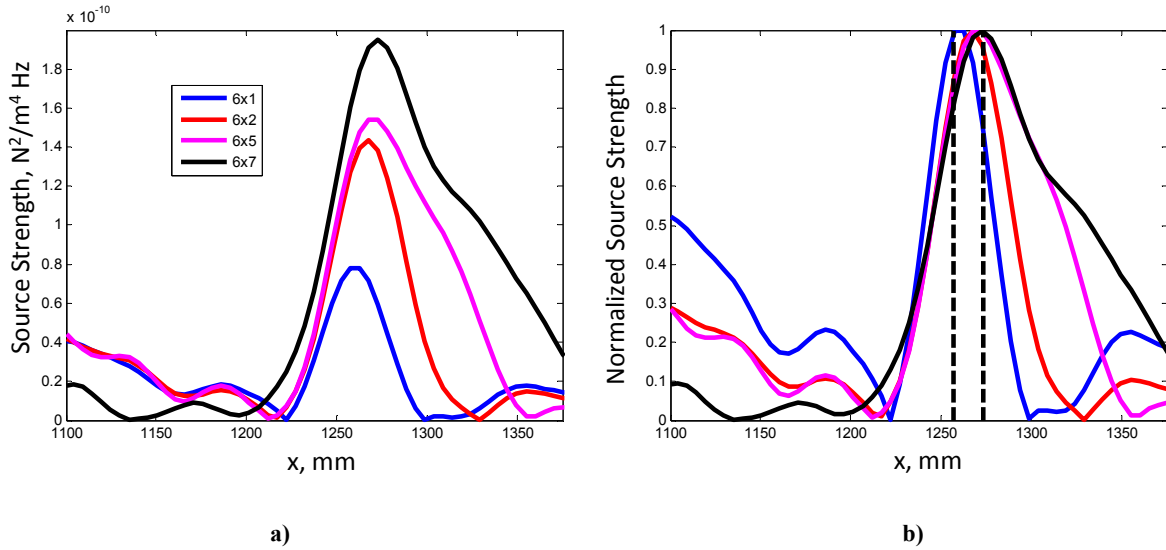 x 10⁻¹⁰
Source Strength, N²/m⁴ Hz
1.8
1.6
1.4
1.2
1
0.8
0.6
0.4
0.2
0
1100 1150 1200 1250 1300 1350
x, mm
6x1
6x2
6x5
6x7
a)
Normalized Source Strength
1
0.9
0.8
0.7
0.6
0.5
0.4
0.3
0.2
0.1
0
1100 1150 1200 1250 1300 1350
x, mm
b)